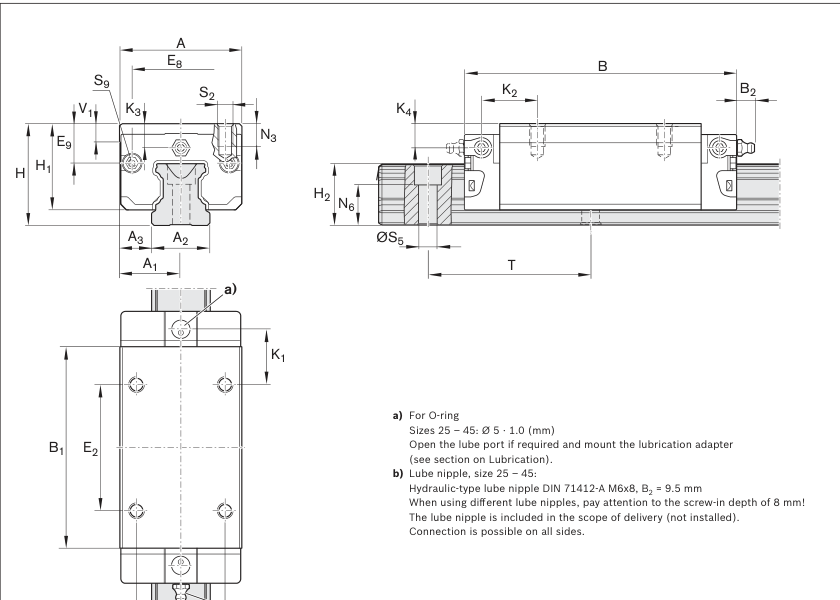 A
E8
S9
S2
V1
K3
N3
E9
H
H1
A3
A2
A1
B
K2
B2
K4
H2
N6
ØS5
T
a)
K1
B1
E2
a) For O-ring
Sizes 25 – 45: Ø 5 · 1.0 (mm)
Open the lube port if required and mount the lubrication adapter
(see section on Lubrication).
b) Lube nipple, size 25 – 45:
Hydraulic-type lube nipple DIN 71412-A M6x8, B2 = 9.5 mm
When using different lube nipples, pay attention to the screw-in depth of 8 mm!
The lube nipple is included in the scope of delivery (not installed).
Connection is possible on all sides.